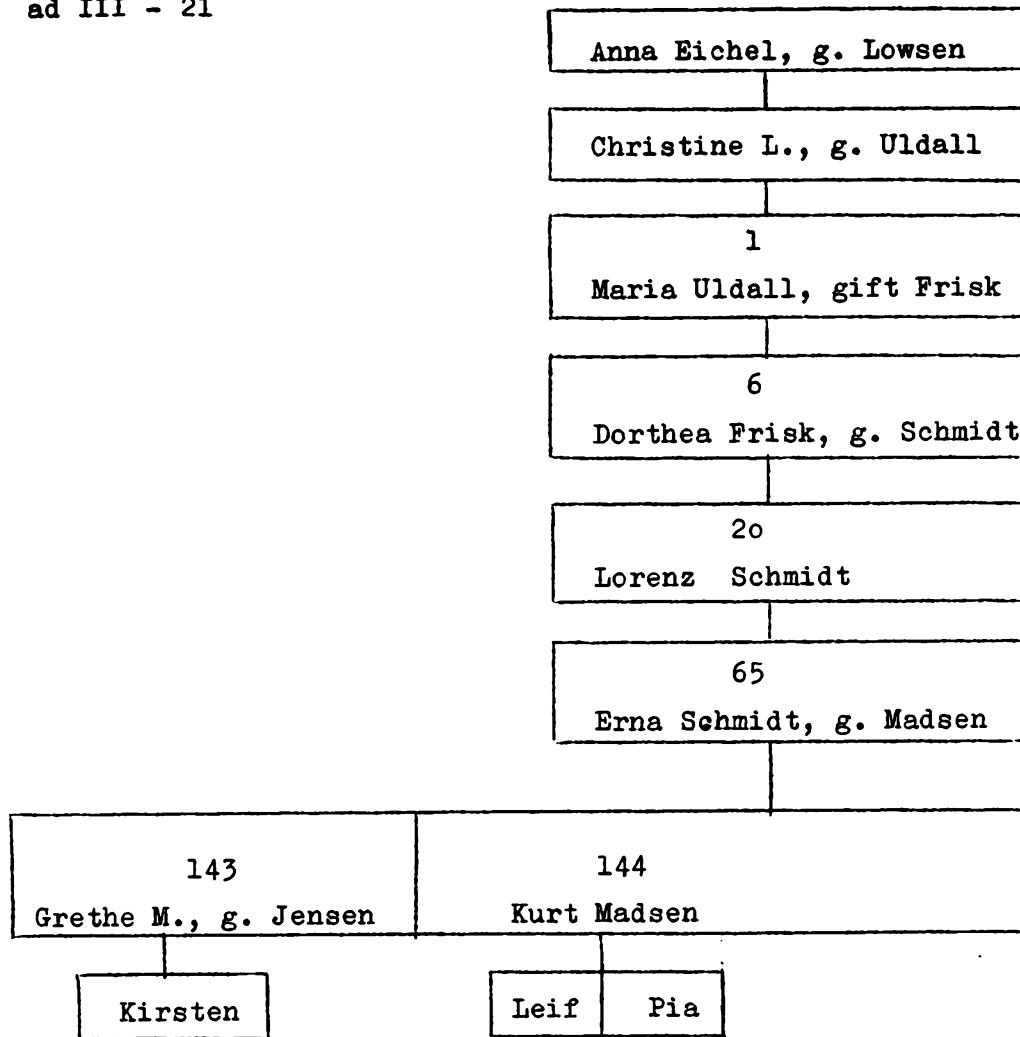 ad III - 21
Anna Eichel, g. Lowsen
Christine L., g. Uldall
1
Maria Uldall, gift Frisk
6
Dorthea Frisk, g. Schmidt
2o
Lorenz Schmidt
65
Erna Schmidt, g. Madsen
143
Grethe M., g. Jensen
144
Kurt Madsen
Kirsten
Leif
Pia